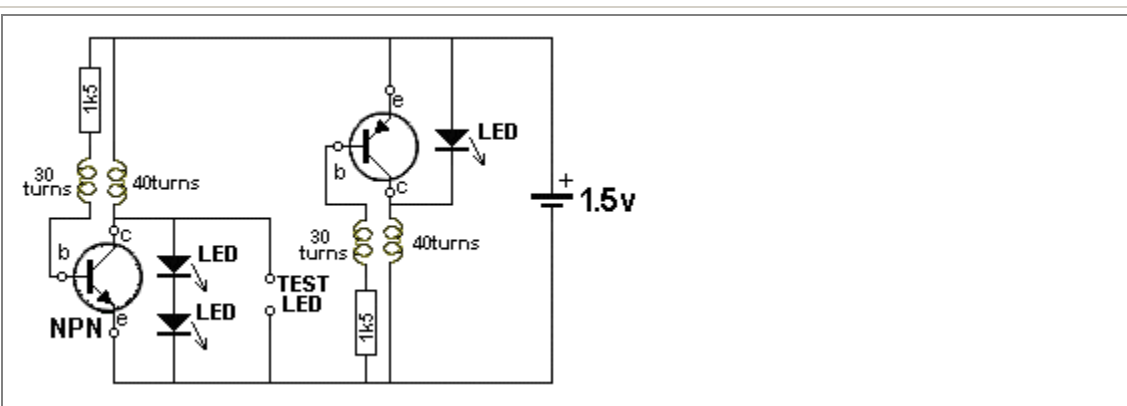 1k5
30
turns
40turns
b
c
e
NPN
LED
LED
TEST
LED
e
b
c
LED
30
turns
40turns
1k5
+
1.5v